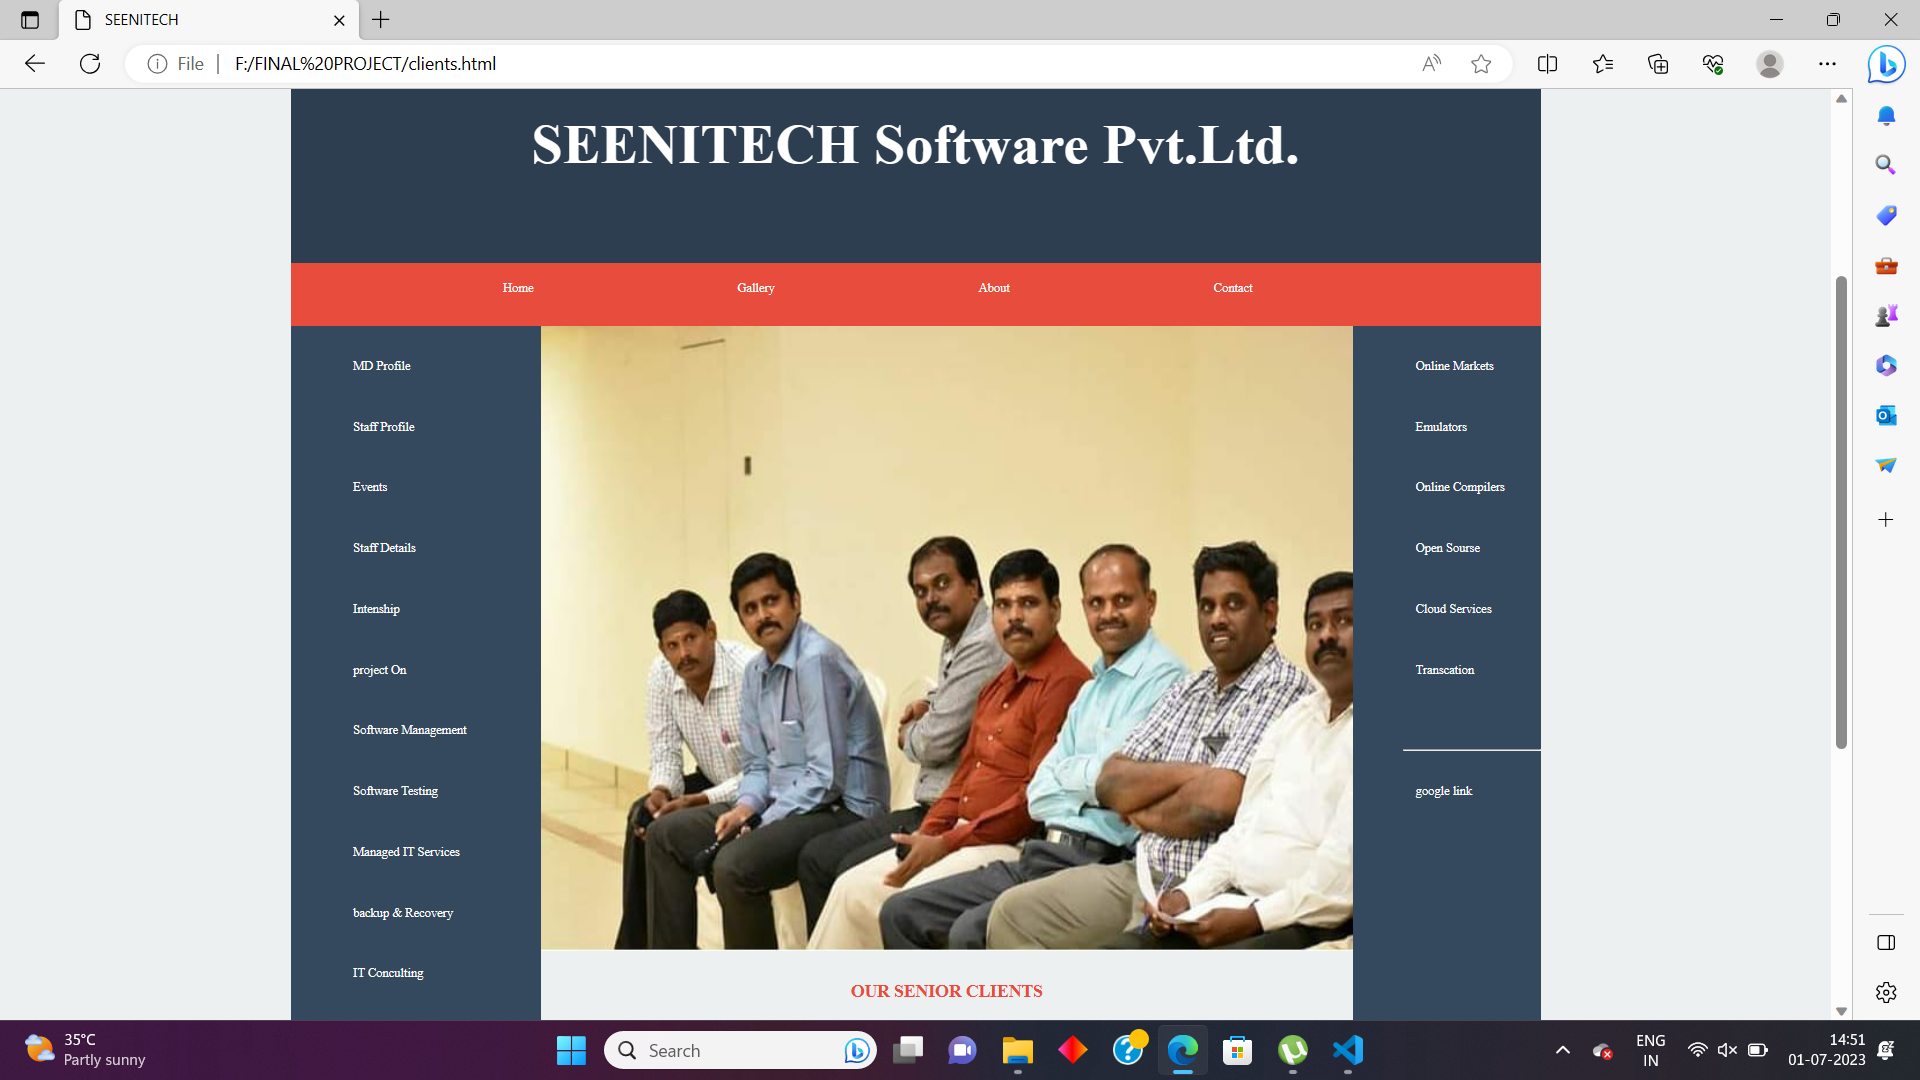 SEENITECH
File
F:/FINAL%20PROJECT/clients.html
SEENITECH Software Pvt.Ltd.
Home
Gallery
About
Contact
MD Profile
Staff Profile
Events
Staff Details
Intenship
project On
Software Management
Software Testing
Managed IT Services
backup & Recovery
IT Conculting
Online Markets
Emulators
Online Compilers
Open Sourse
Cloud Services
Transcation
google link
OUR SENIOR CLIENTS
35°C
Partly sunny
Search
ENG
IN
14:51
01-07-2023